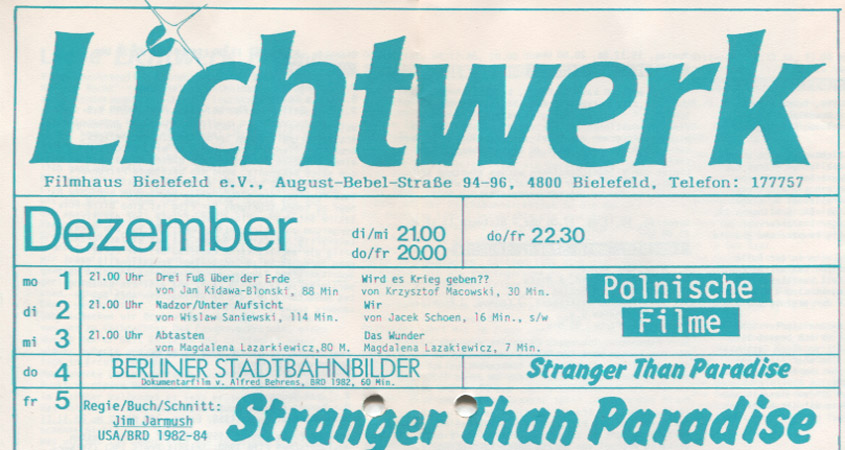 Lichtwerk
Filmhaus Bielefeld e.V., August-Bebel-Straße 94-96, 4800 Bielefeld, Telefon: 177757
Dezember
di/mi 21.00
do/fr 20.00
do/fr 22.30
mo 1 21.00 Uhr Drei Fuß über der Erde
von Jan Kidawa-Blonski, 88 Min
Wird es Krieg geben??
von Krzysztof Macowski, 30 Min.
di 2 21.00 Uhr Nadzor/Unter Aufsicht
von Wislaw Saniewski, 114 Min.
Wir
von Jacek Schoen, 16 Min., s/w
mi 3 21.00 Uhr Abtasten
von Magdalena Lazarkiewicz,80 M.
Das Wunder
Magdalena Lazakiewicz, 7 Min.
Polnische
Filme
do 4 BERLINER STADTBAHNBILDER
Dokumentarfilm v. Alfred Behrens, BRD 1982, 60 Min.
Stranger Than Paradise
fr 5 Regie/Buch/Schnitt:
Jim Jarmush
USA/BRD 1982-84
Stranger Than Paradise